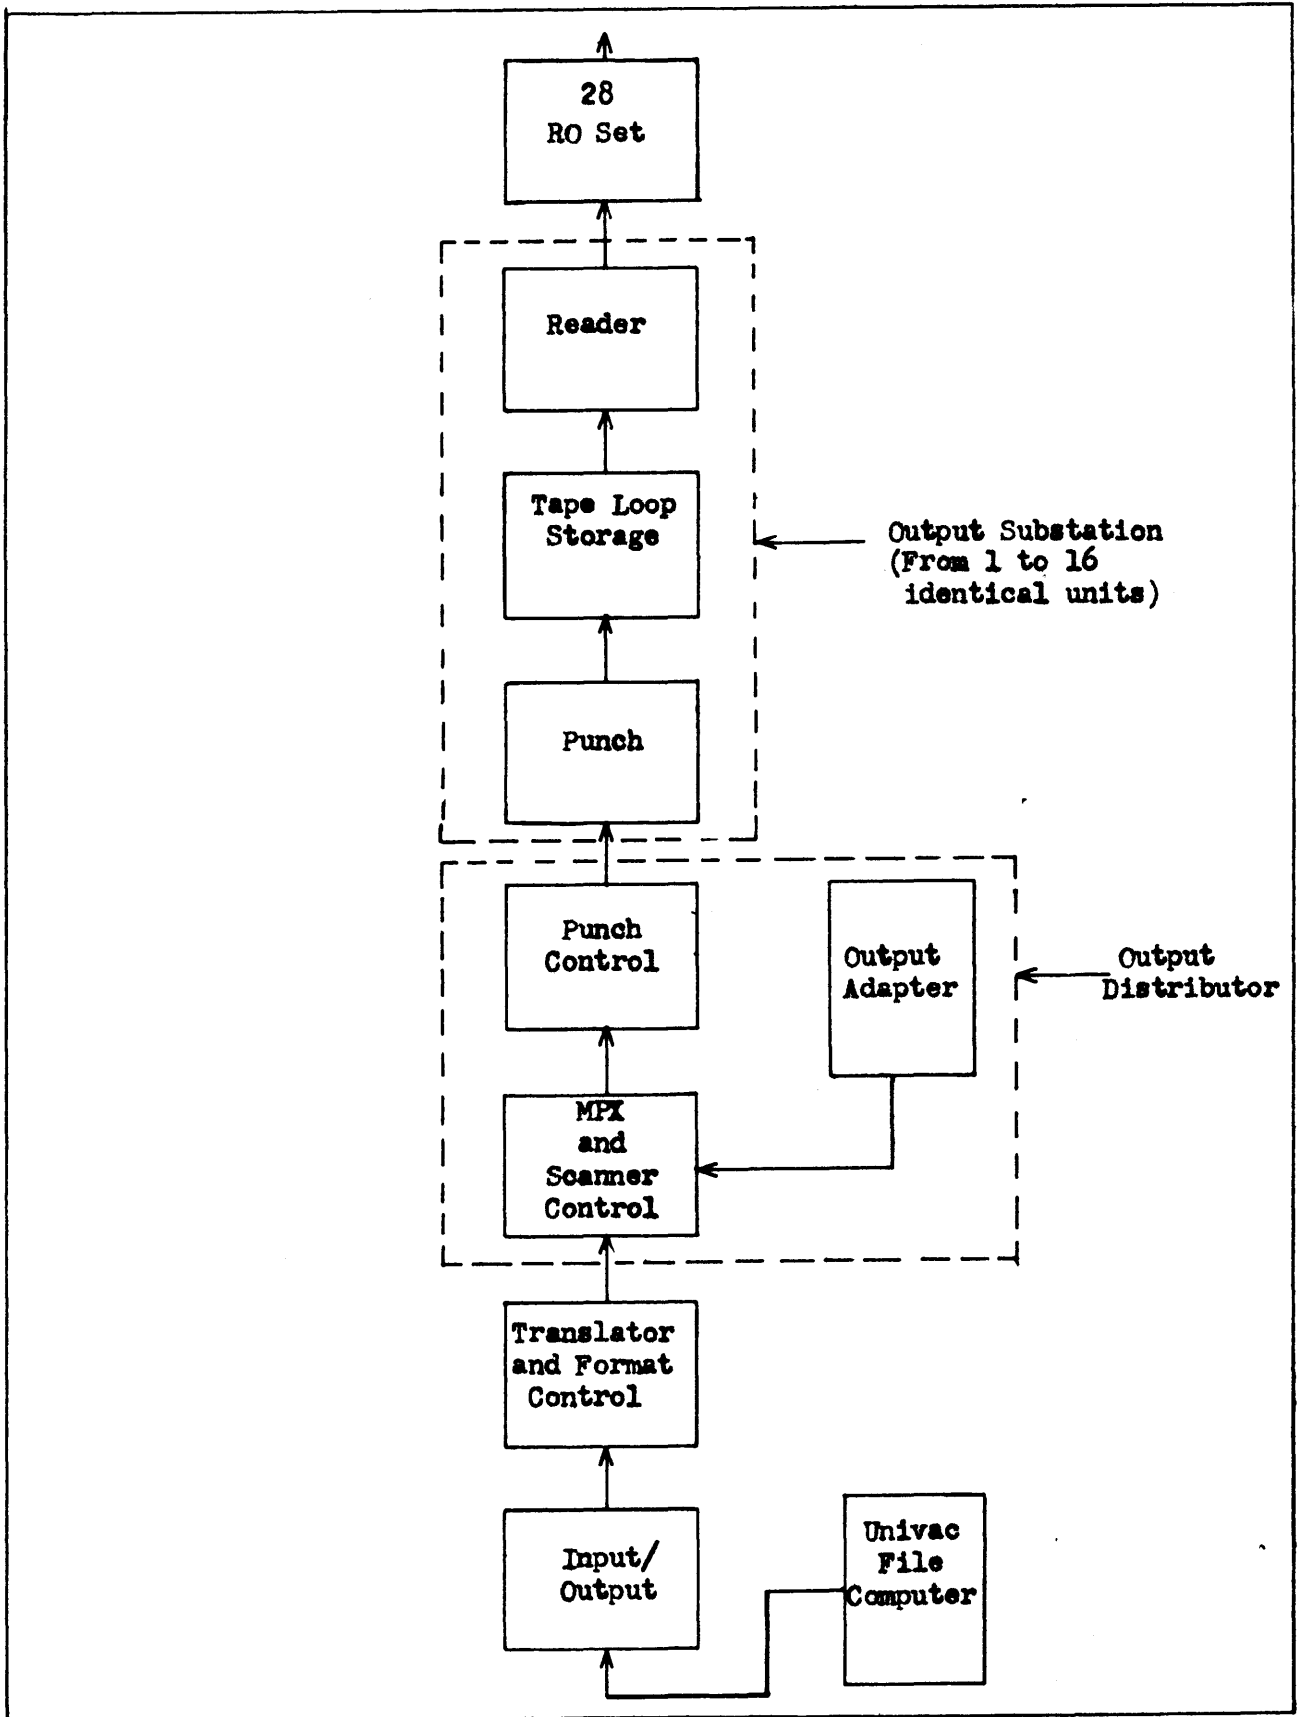 28
RO Set
Reader
Tape Loop
Storage
Output Substation
(From 1 to 16
identical units)
Punch
Punch
Control
Output
Adapter
Output
Distributor
MPX
and
Scanner
Control
Translator
and Format
Control
Input/
Output
Univac
File
Computer